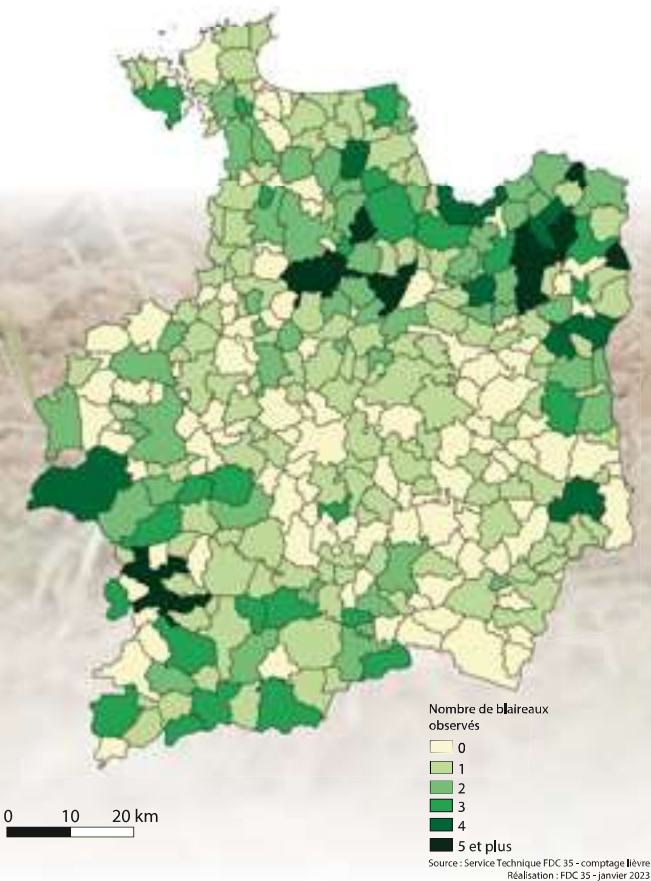 Nombre de blaireaux
observés
0
1
2
3
4
5 et plus
0 10 20 km
Source : Service Technique FDC 35 - comptage lièvre
Réalisation : FDC 35 - janvier 2023